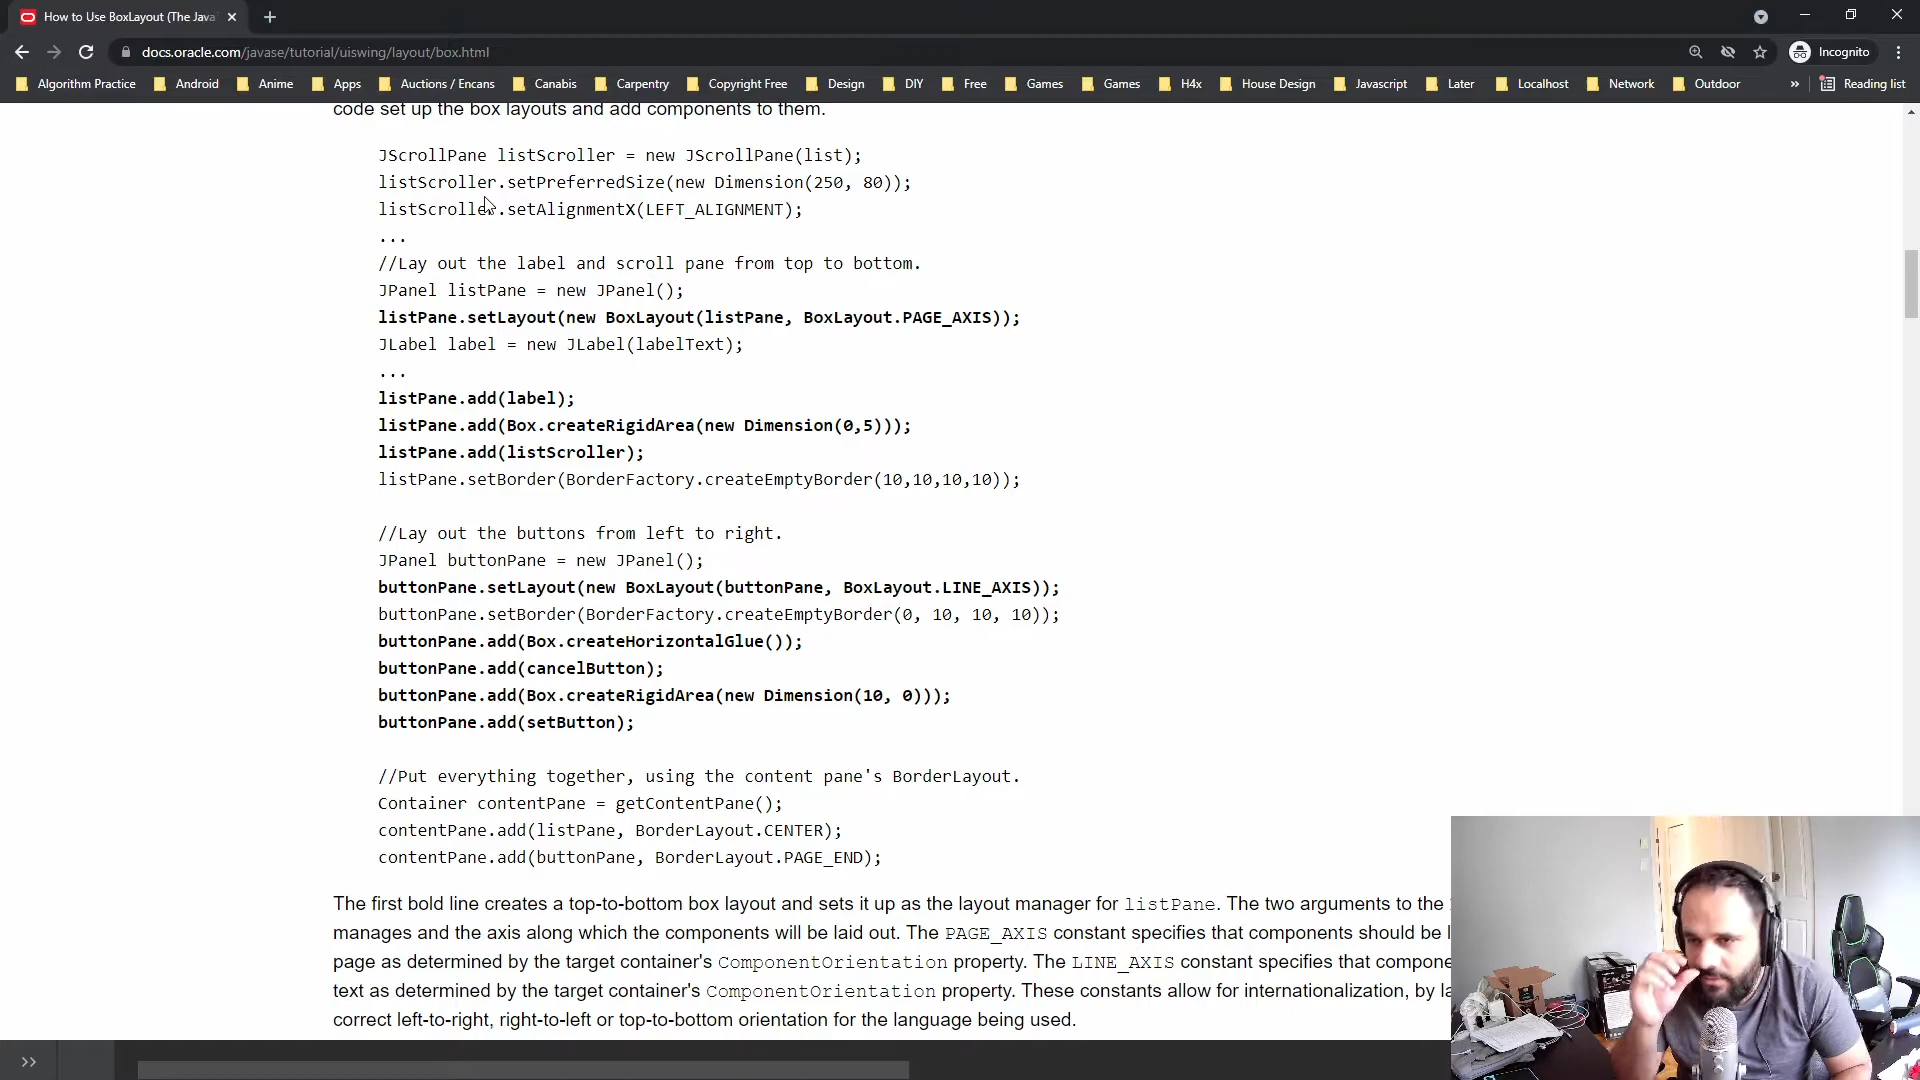 How to Use BoxLayout (The Java
docs.oracle.com/javase/tutorial/uiswing/layout/box.html
Incognito
Algorithm Practice Android Anime Apps Auctions / Encans Canabis Carpentry Copyright Free Design DIY Free Games Games H4x House Design Javascript Later Localhost Network Outdoor » Reading list
code set up the box layouts and add components to them.
JScrollPane listScroller = new JScrollPane(list);
listScroller.setPreferredSize(new Dimension(250, 80));
listScroller.setAlignmentX(LEFT_ALIGNMENT);
...
//Lay out the label and scroll pane from top to bottom.
JPanel listPane = new JPanel();
listPane.setLayout(new BoxLayout(listPane, BoxLayout.PAGE_AXIS));
JLabel label = new JLabel(labelText);
...
listPane.add(label);
listPane.add(Box.createRigidArea(new Dimension(0,5)));
listPane.add(listScroller);
listPane.setBorder(BorderFactory.createEmptyBorder(10,10,10,10));
//Lay out the buttons from left to right.
JPanel buttonPane = new JPanel();
buttonPane.setLayout(new BoxLayout(buttonPane, BoxLayout.LINE_AXIS));
buttonPane.setBorder(BorderFactory.createEmptyBorder(0, 10, 10, 10));
buttonPane.add(Box.createHorizontalGlue());
buttonPane.add(cancelButton);
buttonPane.add(Box.createRigidArea(new Dimension(10, 0)));
buttonPane.add(setButton);
//Put everything together, using the content pane's BorderLayout.
Container contentPane = getContentPane();
contentPane.add(listPane, BorderLayout.CENTER);
contentPane.add(buttonPane, BorderLayout.PAGE_END);
The first bold line creates a top-to-bottom box layout and sets it up as the layout manager for listPane. The two arguments to the
manages and the axis along which the components will be laid out. The PAGE_AXIS constant specifies that components should be l
page as determined by the target container's ComponentOrientation property. The LINE_AXIS constant specifies that compone
text as determined by the target container's ComponentOrientation property. These constants allow for internationalization, by la
correct left-to-right, right-to-left or top-to-bottom orientation for the language being used.